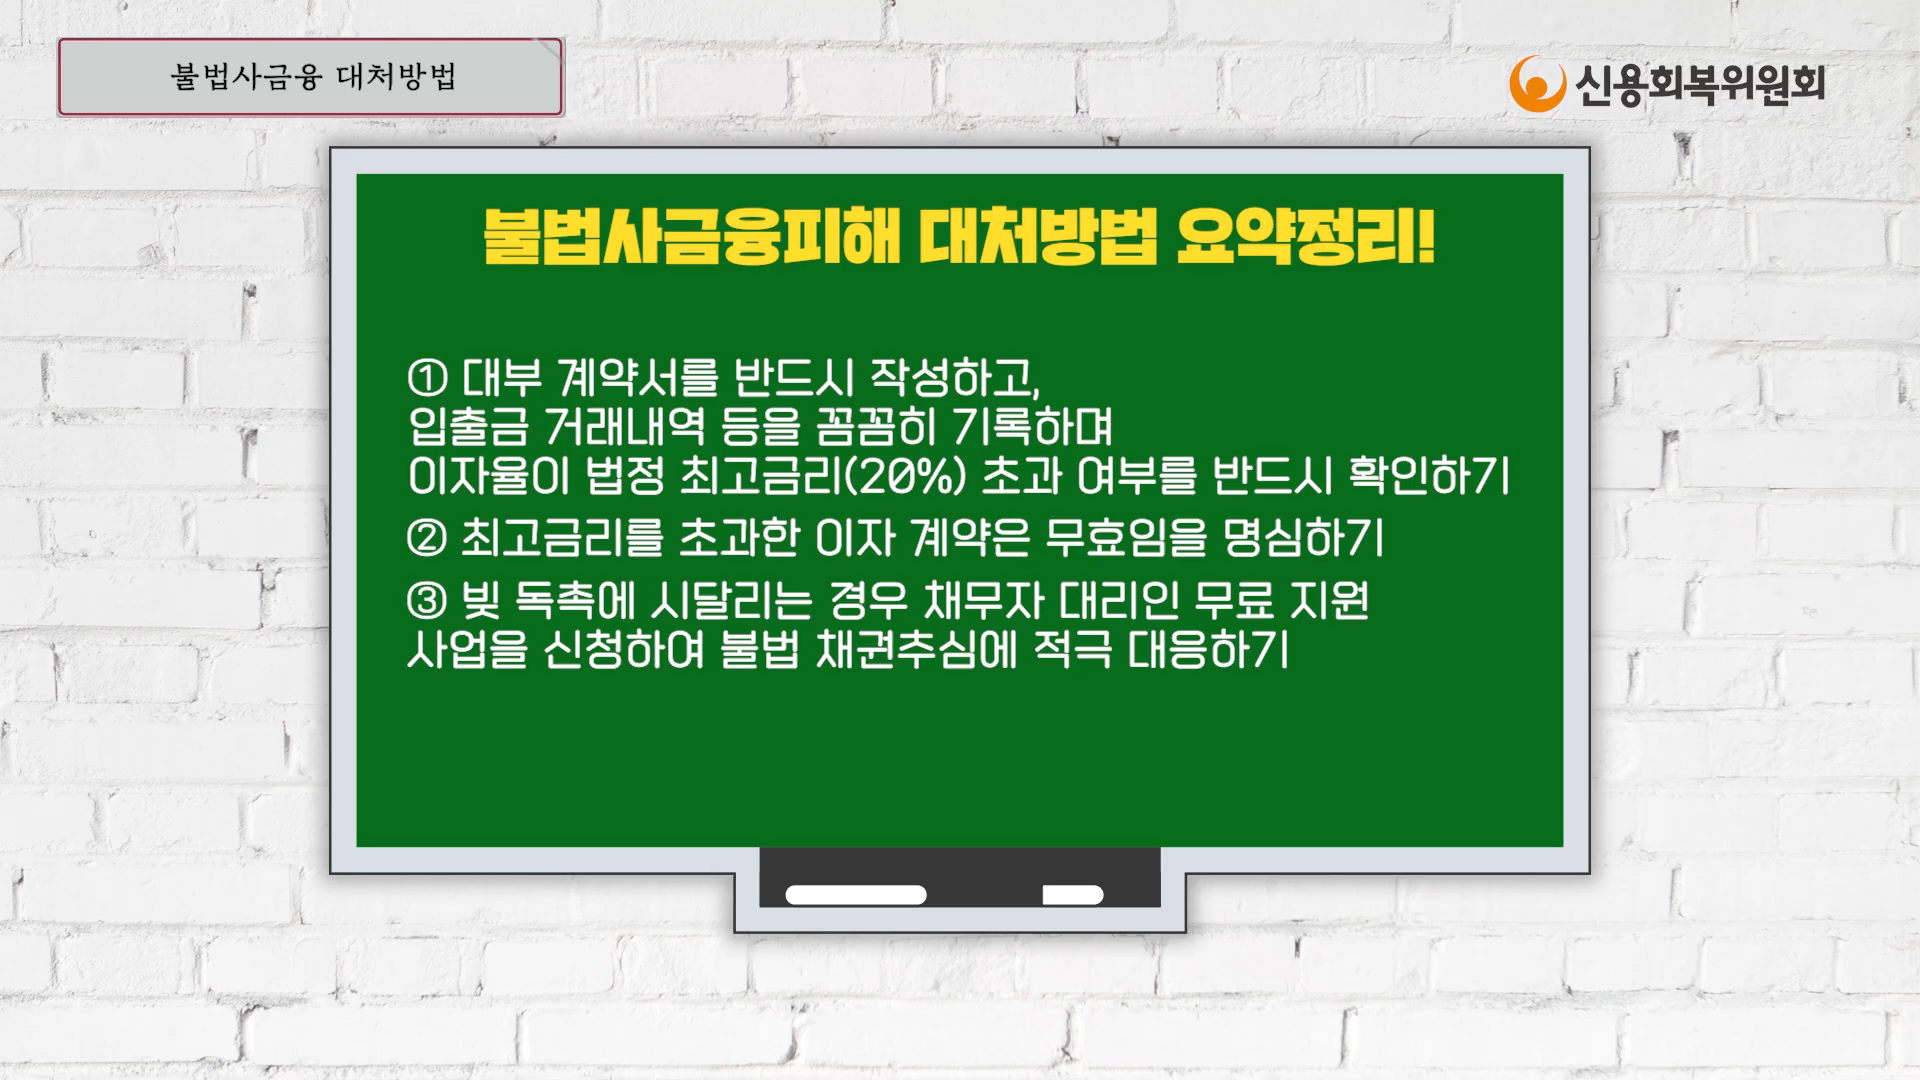 불법사금융 대처방법
신용회복위원회
불법사금융피해 대처방법 요약정리!
① 대부 계약서를 반드시 작성하고,
입출금 거래내역 등을 꼼꼼히 기록하며
이자율이 법정 최고금리(20%) 초과 여부를 반드시 확인하기
② 최고금리를 초과한 이자 계약은 무효임을 명심하기
③ 빚 독촉에 시달리는 경우 채무자 대리인 무료 지원
사업을 신청하여 불법 채권추심에 적극 대응하기